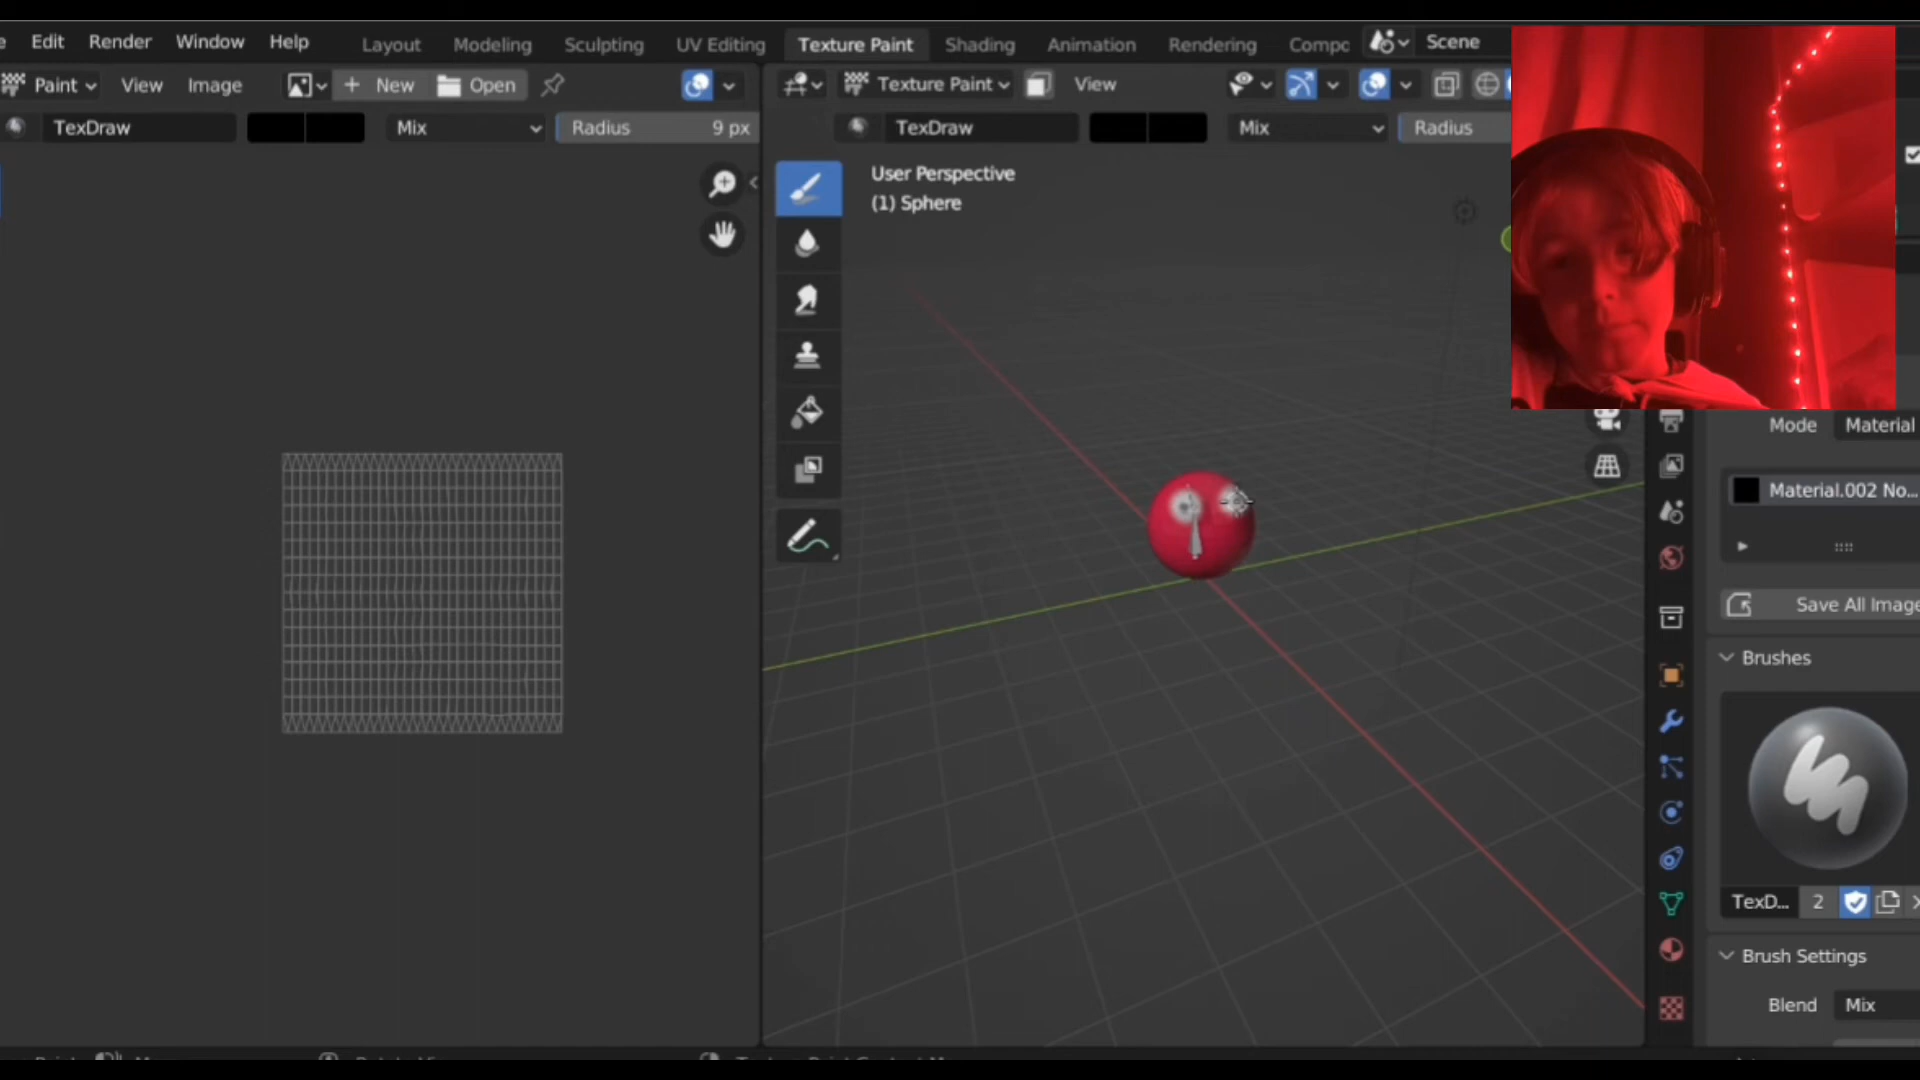 Edit Render Window Help Layout Modeling Sculpting UV Editing Texture Paint Shading Animation Rendering Compo Scene
Paint View Image + New Open Texture Paint View
TexDraw Mix Radius 9 px TexDraw Mix Radius
User Perspective
(1) Sphere
Mode Material
Material.002 No...
Save All Image
Brushes
TexD... 2
Brush Settings
Blend Mix